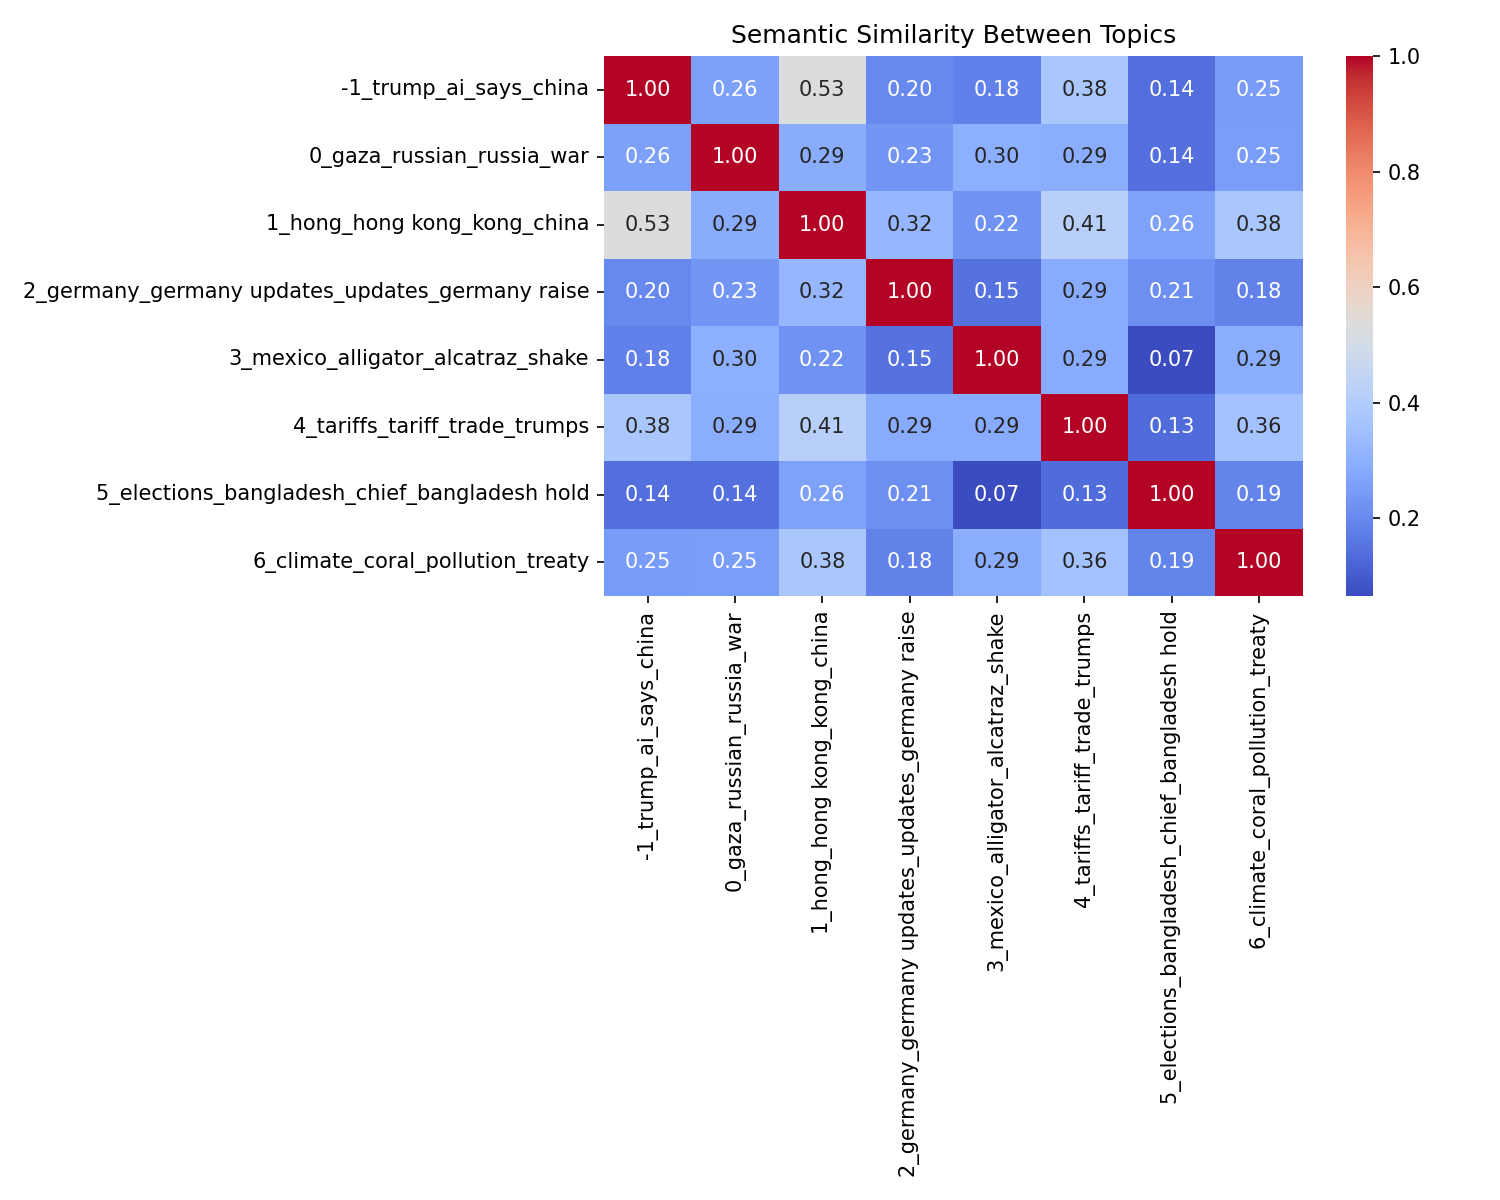 Semantic Similarity Between Topics
-1_trump_ai_says_china 1.00 0.26 0.53 0.20 0.18 0.38 0.14 0.25
0_gaza_russian_russia_war 0.26 1.00 0.29 0.23 0.30 0.29 0.14 0.25
1_hong_hong kong_kong_china 0.53 0.29 1.00 0.32 0.22 0.41 0.26 0.38
2_germany_germany updates_updates_germany raise 0.20 0.23 0.32 1.00 0.15 0.29 0.21 0.18
3_mexico_alligator_alcatraz_shake 0.18 0.30 0.22 0.15 1.00 0.29 0.07 0.29
4_tariffs_tariff_trade_trumps 0.38 0.29 0.41 0.29 0.29 1.00 0.13 0.36
5_elections_bangladesh_chief_bangladesh hold 0.14 0.14 0.26 0.21 0.07 0.13 1.00 0.19
6_climate_coral_pollution_treaty 0.25 0.25 0.38 0.18 0.29 0.36 0.19 1.00
-1_trump_ai_says_china
0_gaza_russian_russia_war
1_hong_hong kong_kong_china
2_germany_germany updates_updates_germany raise
3_mexico_alligator_alcatraz_shake
4_tariffs_tariff_trade_trumps
5_elections_bangladesh_chief_bangladesh hold
6_climate_coral_pollution_treaty
1.0
0.8
0.6
0.4
0.2